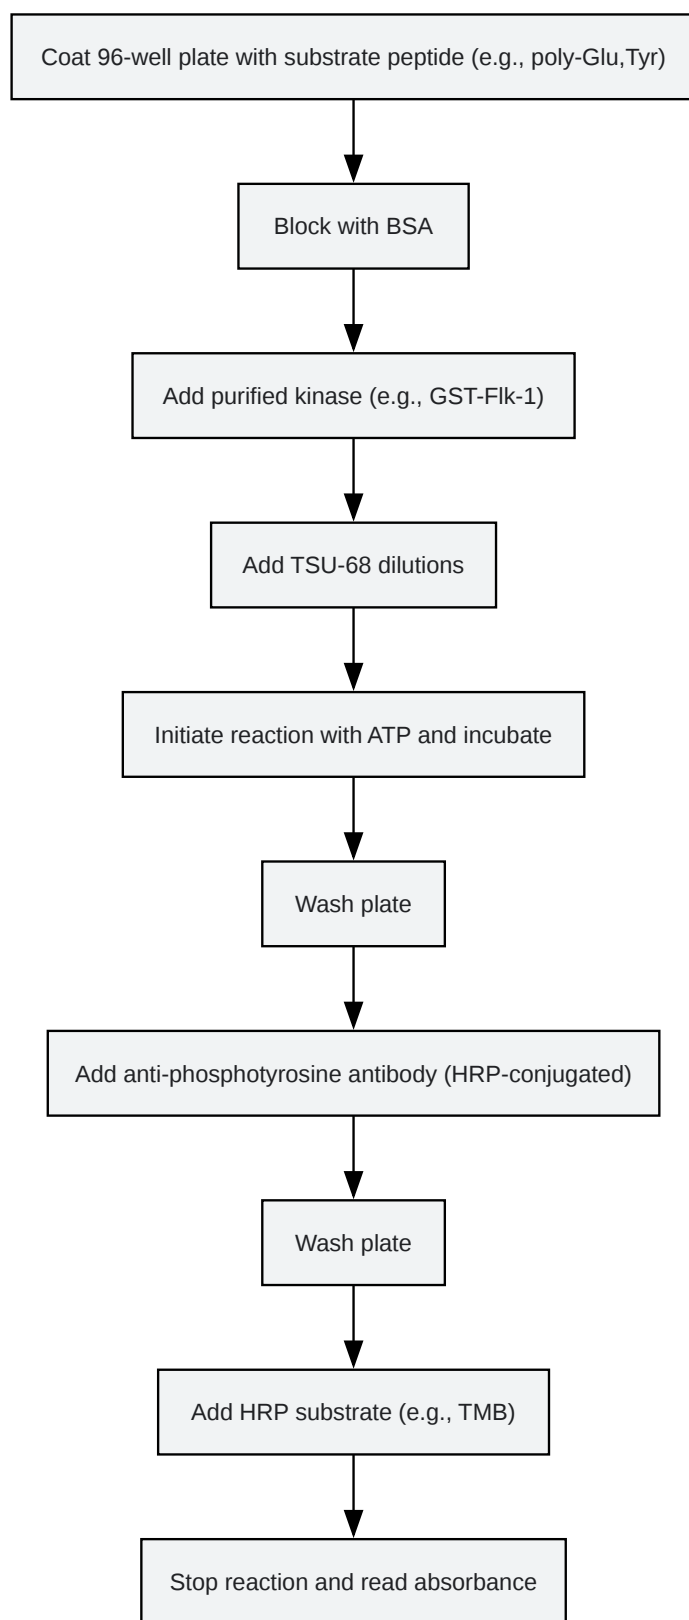 Coat 96-well plate with substrate peptide (e.g., poly-Glu,Tyr)
Block with BSA
Add purified kinase (e.g., GST-Flk-1)
Add TSU-68 dilutions
Initiate reaction with ATP and incubate
Wash plate
Add anti-phosphotyrosine antibody (HRP-conjugated)
Wash plate
Add HRP substrate (e.g., TMB)
Stop reaction and read absorbance